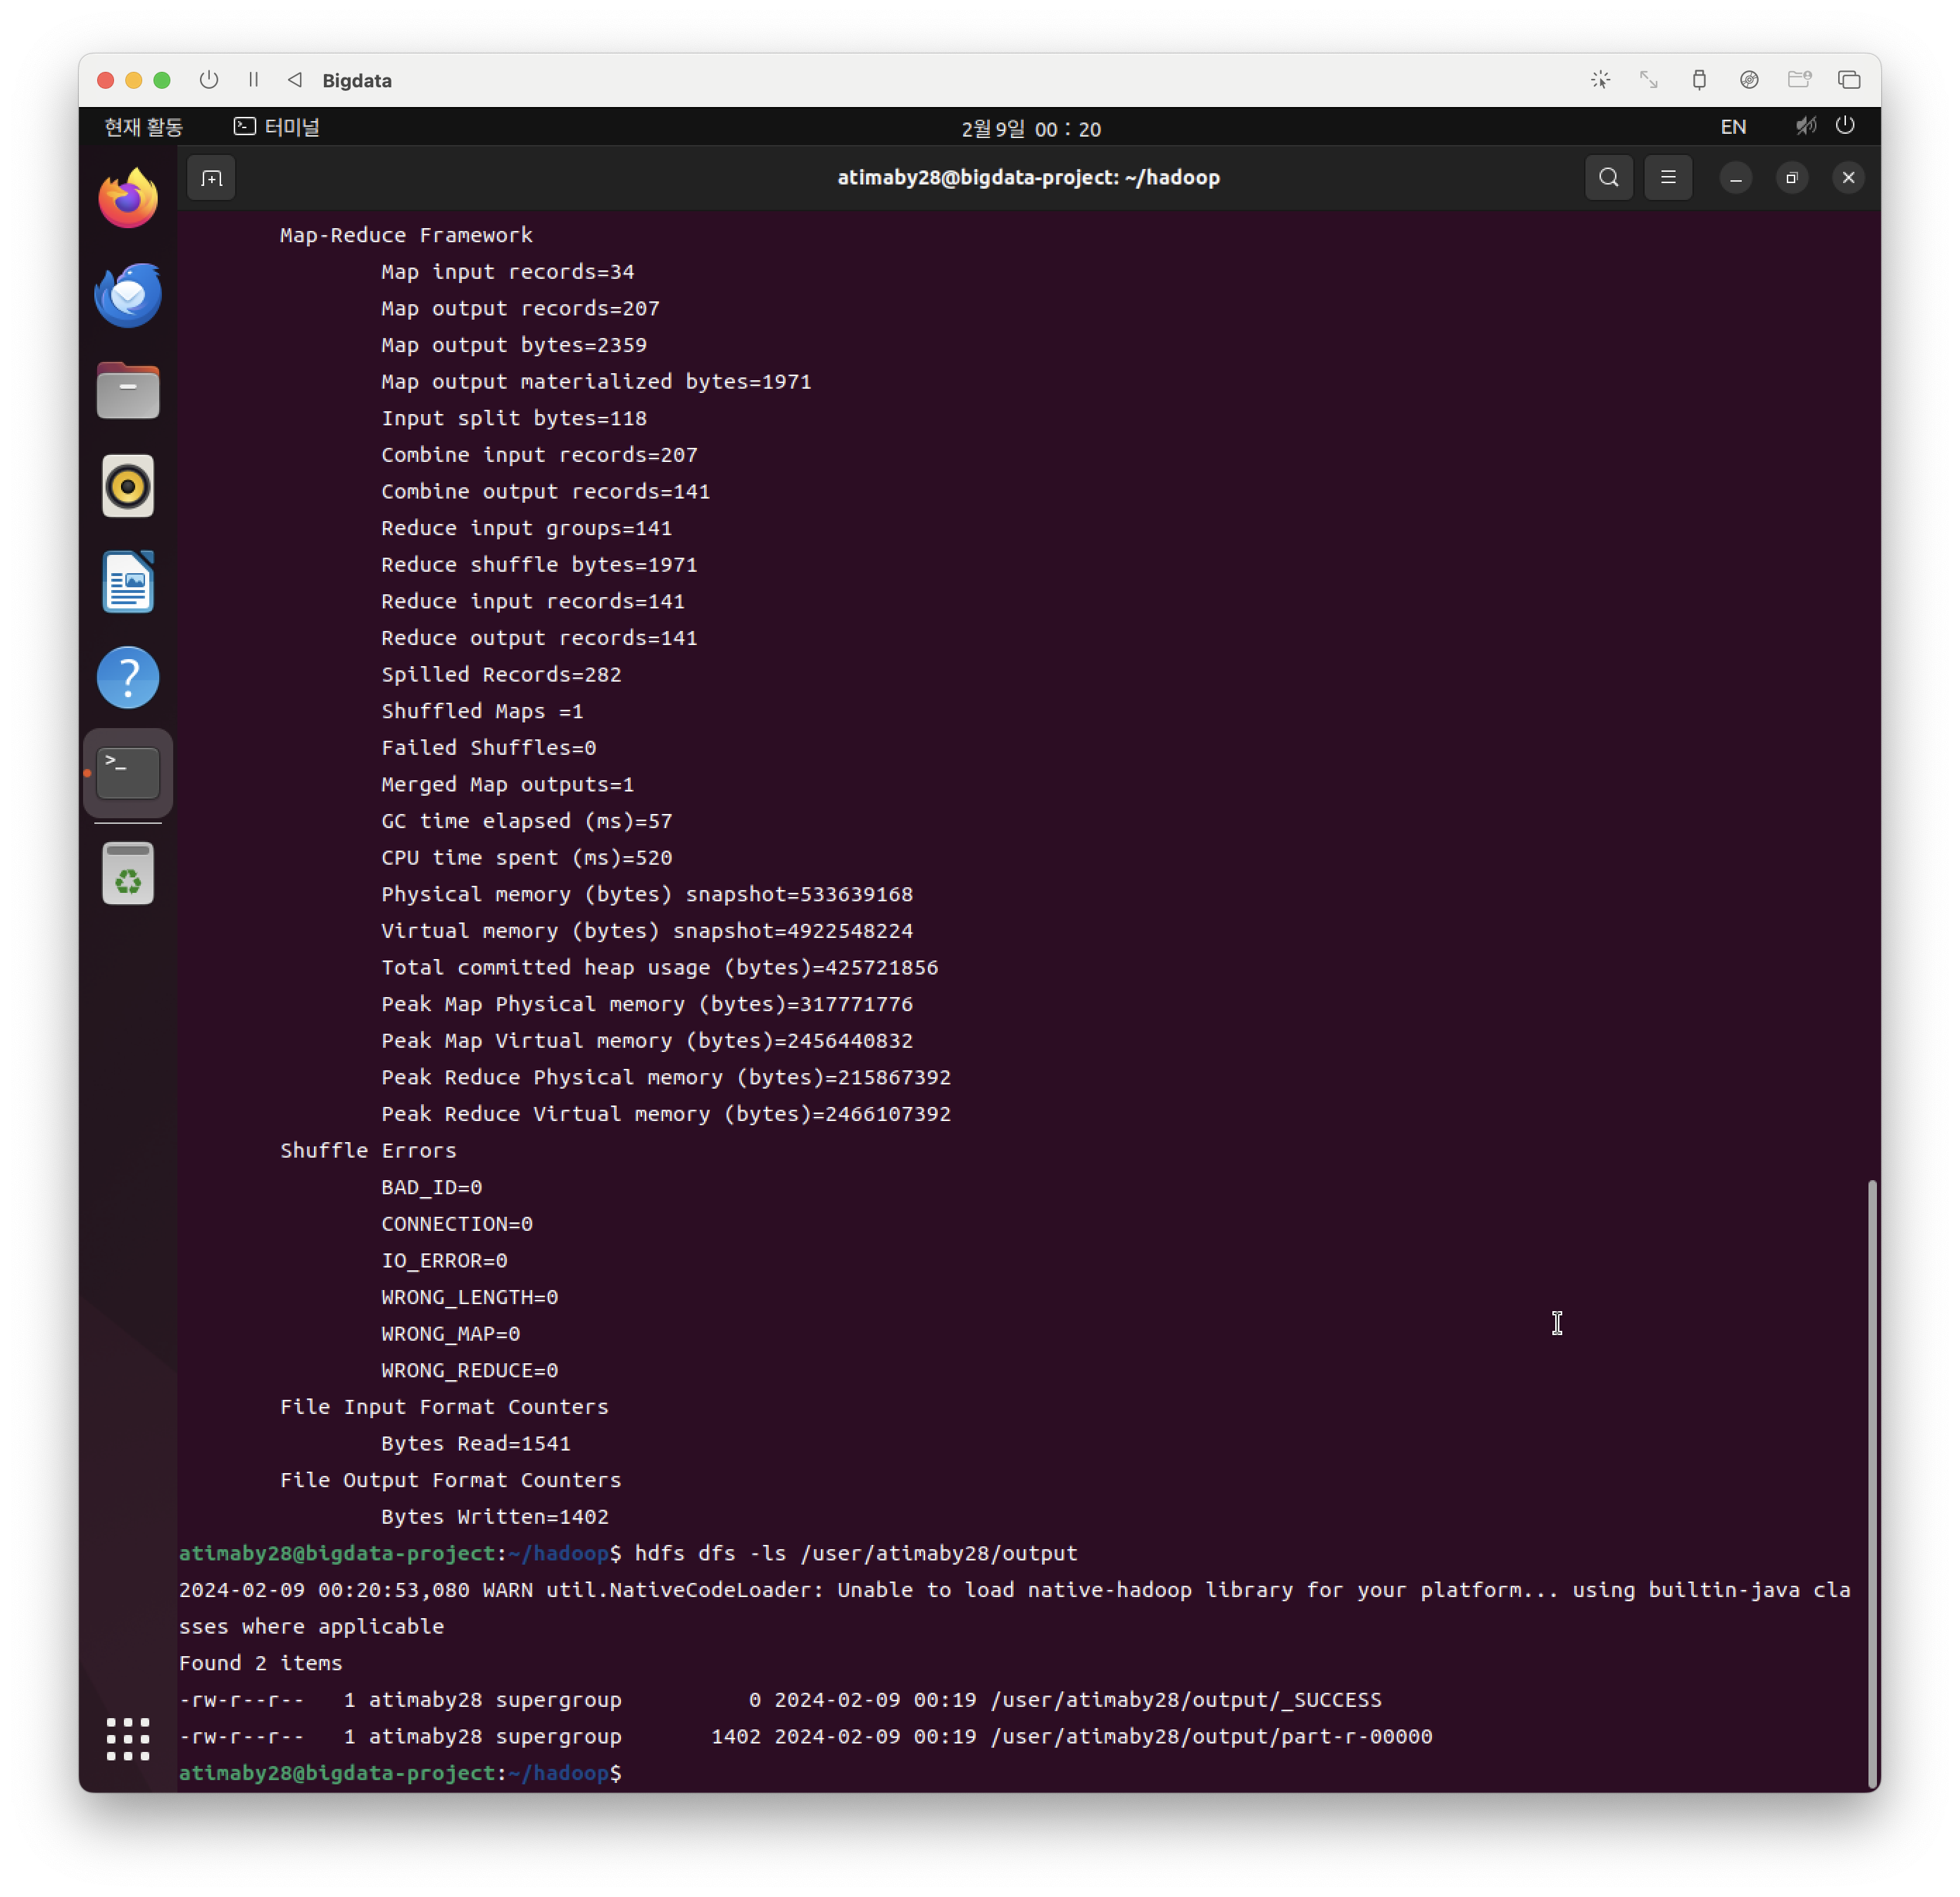 Bigdata
현재 활동
터미널
2월 9일 00 : 20
EN
atimaby28@bigdata-project: ~/hadoop
Map-Reduce Framework
Map input records=34
Map output records=207
Map output bytes=2359
Map output materialized bytes=1971
Input split bytes=118
Combine input records=207
Combine output records=141
Reduce input groups=141
Reduce shuffle bytes=1971
Reduce input records=141
Reduce output records=141
Spilled Records=282
Shuffled Maps =1
Failed Shuffles=0
Merged Map outputs=1
GC time elapsed (ms)=57
CPU time spent (ms)=520
Physical memory (bytes) snapshot=533639168
Virtual memory (bytes) snapshot=4922548224
Total committed heap usage (bytes)=425721856
Peak Map Physical memory (bytes)=317771776
Peak Map Virtual memory (bytes)=2456440832
Peak Reduce Physical memory (bytes)=215867392
Peak Reduce Virtual memory (bytes)=2466107392
Shuffle Errors
BAD_ID=0
CONNECTION=0
IO_ERROR=0
WRONG_LENGTH=0
WRONG_MAP=0
WRONG_REDUCE=0
File Input Format Counters
Bytes Read=1541
File Output Format Counters
Bytes Written=1402
atimaby28@bigdata-project:~/hadoop$ hdfs dfs -ls /user/atimaby28/output
2024-02-09 00:20:53,080 WARN util.NativeCodeLoader: Unable to load native-hadoop library for your platform... using builtin-java cla
sses where applicable
Found 2 items
-rw-r--r--   1 atimaby28 supergroup          0 2024-02-09 00:19 /user/atimaby28/output/_SUCCESS
-rw-r--r--   1 atimaby28 supergroup       1402 2024-02-09 00:19 /user/atimaby28/output/part-r-00000
atimaby28@bigdata-project:~/hadoop$